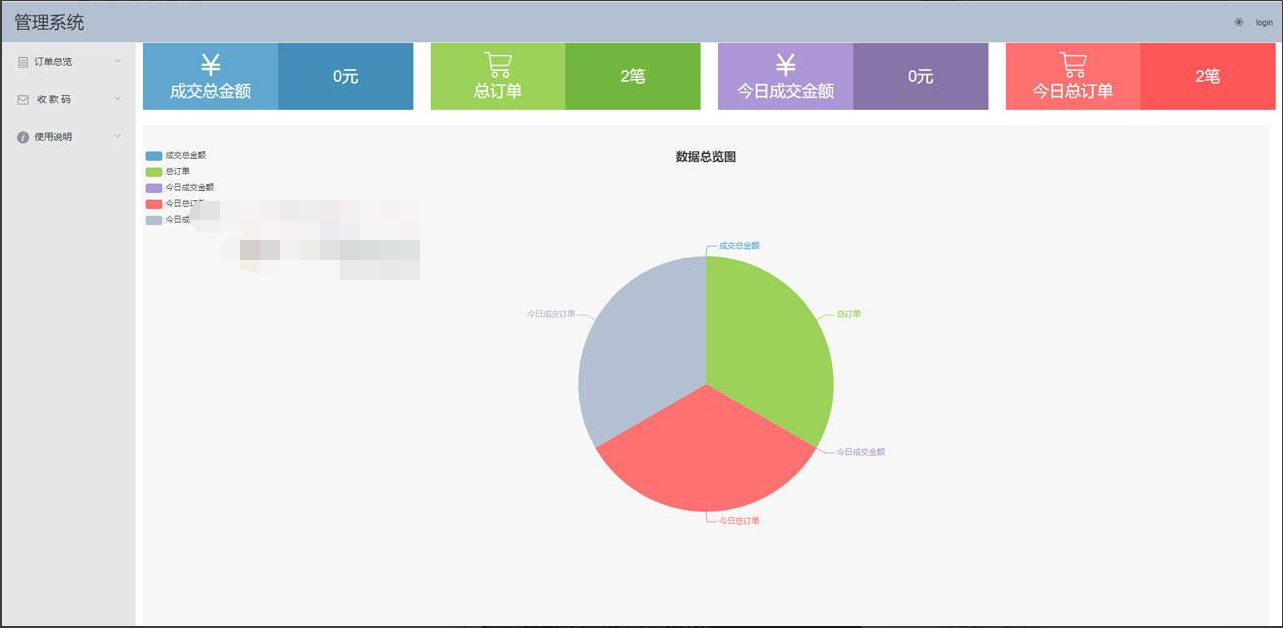 管理系统
login
订单总览
收 款 码
使用说明
成交总金额
0元
总订单
2笔
今日成交金额
0元
今日总订单
2笔
数据总览图
成交总金额
总订单
今日成交金额
今日总订单
今日成
成交总金额
今日成交订单
总订单
今日成交金额
今日总订单